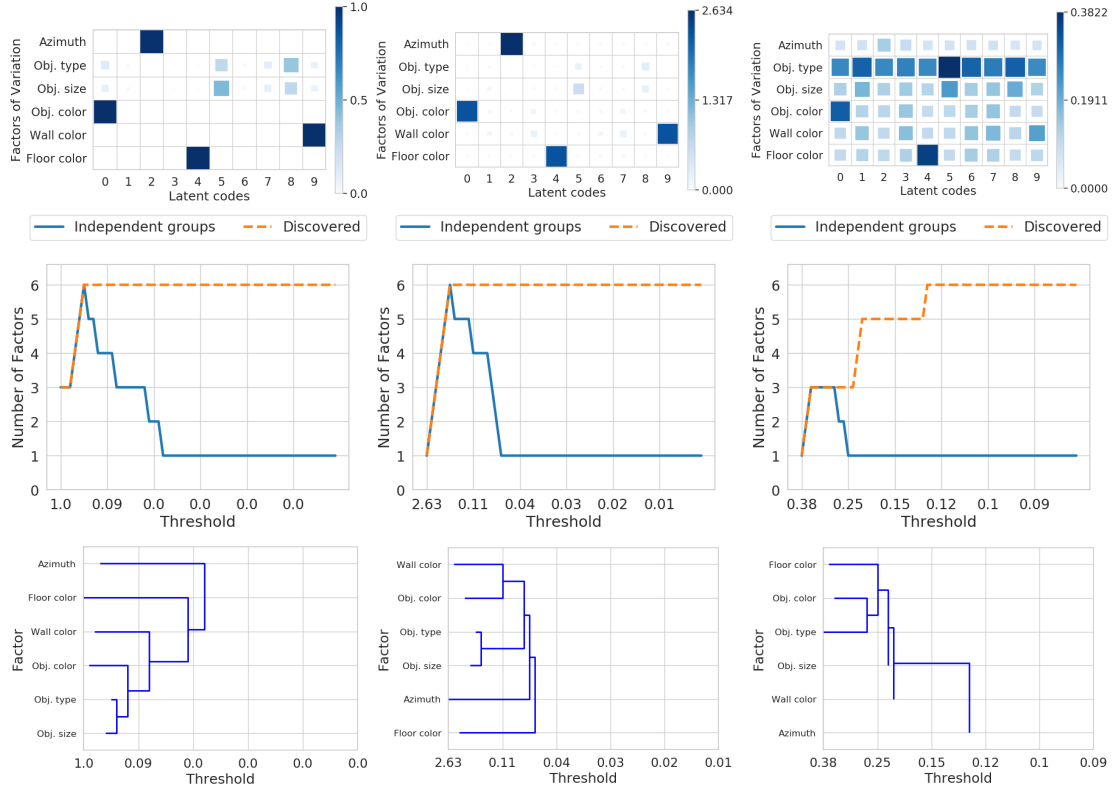 Factors of Variation
Azimuth
Obj. type
Obj. size
Obj. color
Wall color
Floor color
0 1 2 3 4 5 6 7 8 9
Latent codes
1.0
0.5
0.0
Factors of Variation
Azimuth
Obj. type
Obj. size
Obj. color
Wall color
Floor color
0 1 2 3 4 5 6 7 8 9
Latent codes
2.634
1.317
0.000
Factors of Variation
Azimuth
Obj. type
Obj. size
Obj. color
Wall color
Floor color
0 1 2 3 4 5 6 7 8 9
Latent codes
0.3822
0.1911
0.0000
Independent groups Discovered
Number of Factors
6
5
4
3
2
1
0
1.0 0.09 0.0 0.0 0.0 0.0
Threshold
Independent groups Discovered
Number of Factors
6
5
4
3
2
1
0
2.63 0.11 0.04 0.03 0.02 0.01
Threshold
Independent groups Discovered
Number of Factors
6
5
4
3
2
1
0
0.38 0.25 0.15 0.12 0.1 0.09
Threshold
Factor
Azimuth
Floor color
Wall color
Obj. color
Obj. type
Obj. size
1.0 0.09 0.0 0.0 0.0 0.0
Threshold
Factor
Wall color
Obj. color
Obj. type
Obj. size
Azimuth
Floor color
2.63 0.11 0.04 0.03 0.02 0.01
Threshold
Factor
Floor color
Obj. color
Obj. type
Obj. size
Wall color
Azimuth
0.38 0.25 0.15 0.12 0.1 0.09
Threshold